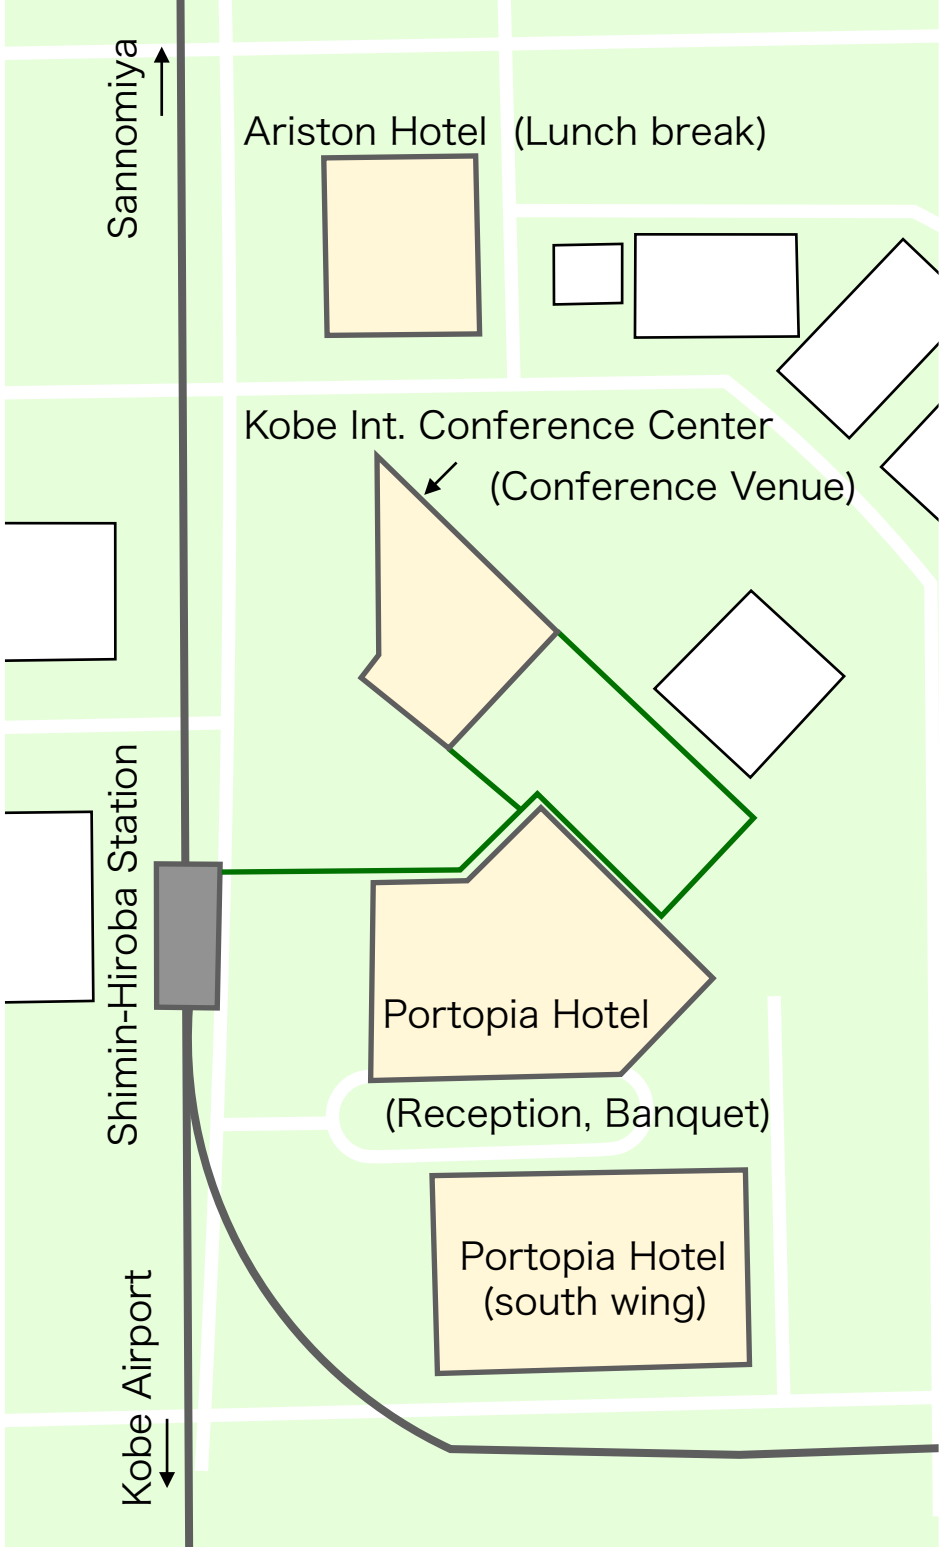 Sannomiya
Ariston Hotel (Lunch break)
Kobe Int. Conference Center
(Conference Venue)
Shimin-Hiroba Station
Portopia Hotel
(Reception, Banquet)
Portopia Hotel
(south wing)
Kobe Airport